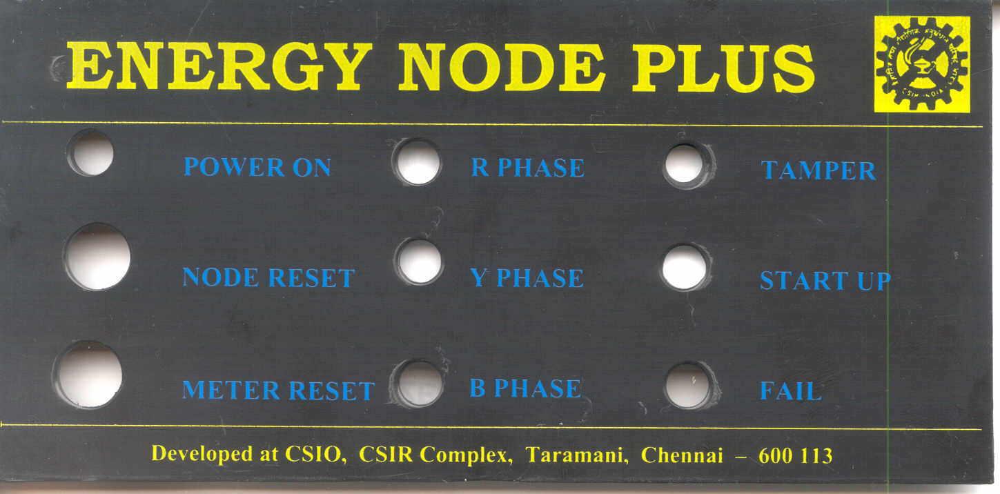 ENERGY NODE PLUS
POWER ON R PHASE TAMPER
NODE RESET Y PHASE START UP
METER RESET B PHASE FAIL
Developed at CSIO, CSIR Complex, Taramani, Chennai – 600 113